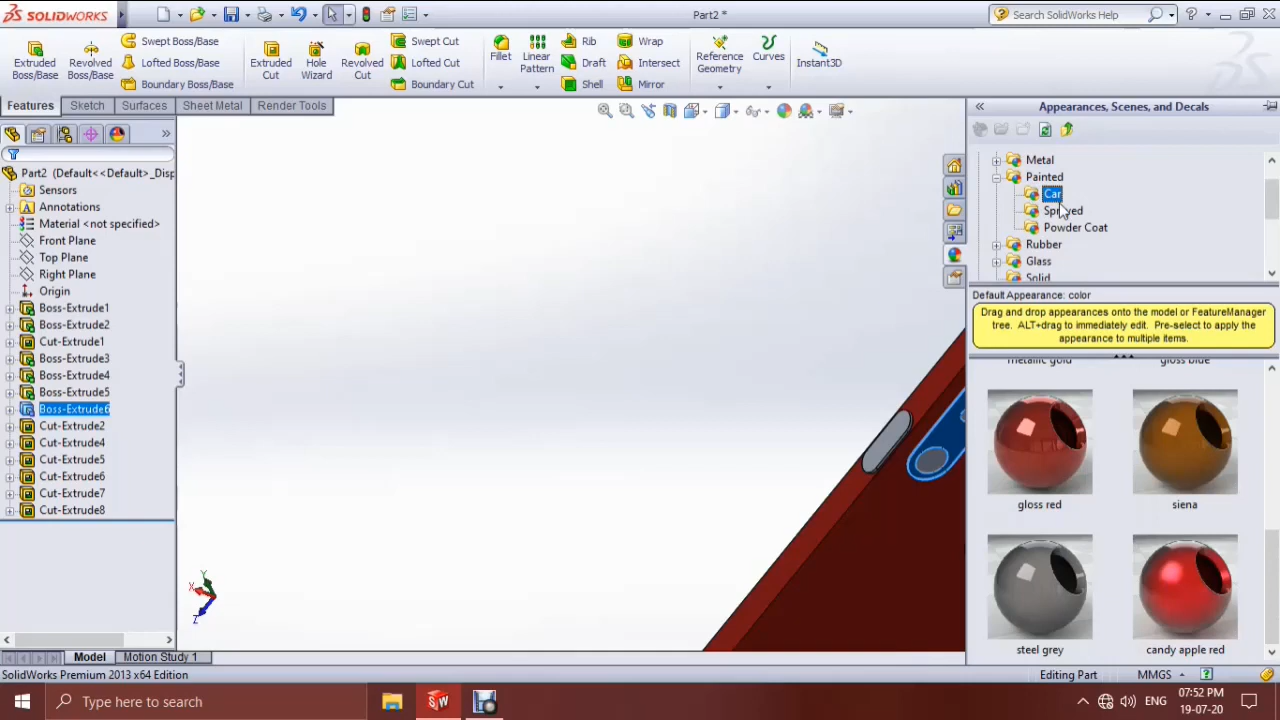 SOLIDWORKS
Part2 *
Search SolidWorks Help
Extruded Boss/Base
Revolved Boss/Base
Swept Boss/Base
Lofted Boss/Base
Boundary Boss/Base
Extruded Cut
Hole Wizard
Revolved Cut
Swept Cut
Lofted Cut
Boundary Cut
Fillet
Linear Pattern
Rib
Draft
Shell
Wrap
Intersect
Mirror
Reference Geometry
Curves
Instant3D
Features
Sketch
Surfaces
Sheet Metal
Render Tools
Part2 (Default<<Default>_Disp
Sensors
Annotations
Material <not specified>
Front Plane
Top Plane
Right Plane
Origin
Boss-Extrude1
Boss-Extrude2
Cut-Extrude1
Boss-Extrude3
Boss-Extrude4
Boss-Extrude5
Boss-Extrude6
Cut-Extrude2
Cut-Extrude4
Cut-Extrude5
Cut-Extrude6
Cut-Extrude7
Cut-Extrude8
Y
X
Z
Appearances, Scenes, and Decals
Metal
Painted
Car
Sprayed
Powder Coat
Rubber
Glass
Solid
Default Appearance: color
Drag and drop appearances onto the model or FeatureManager
tree. ALT+drag to immediately edit. Pre-select to apply the
appearance to multiple items.
metallic gold
gloss blue
gloss red
siena
steel grey
candy apple red
Model
Motion Study 1
SolidWorks Premium 2013 x64 Edition
Editing Part
MMGS
Type here to search
SW
ENG
07:52 PM
19-07-20